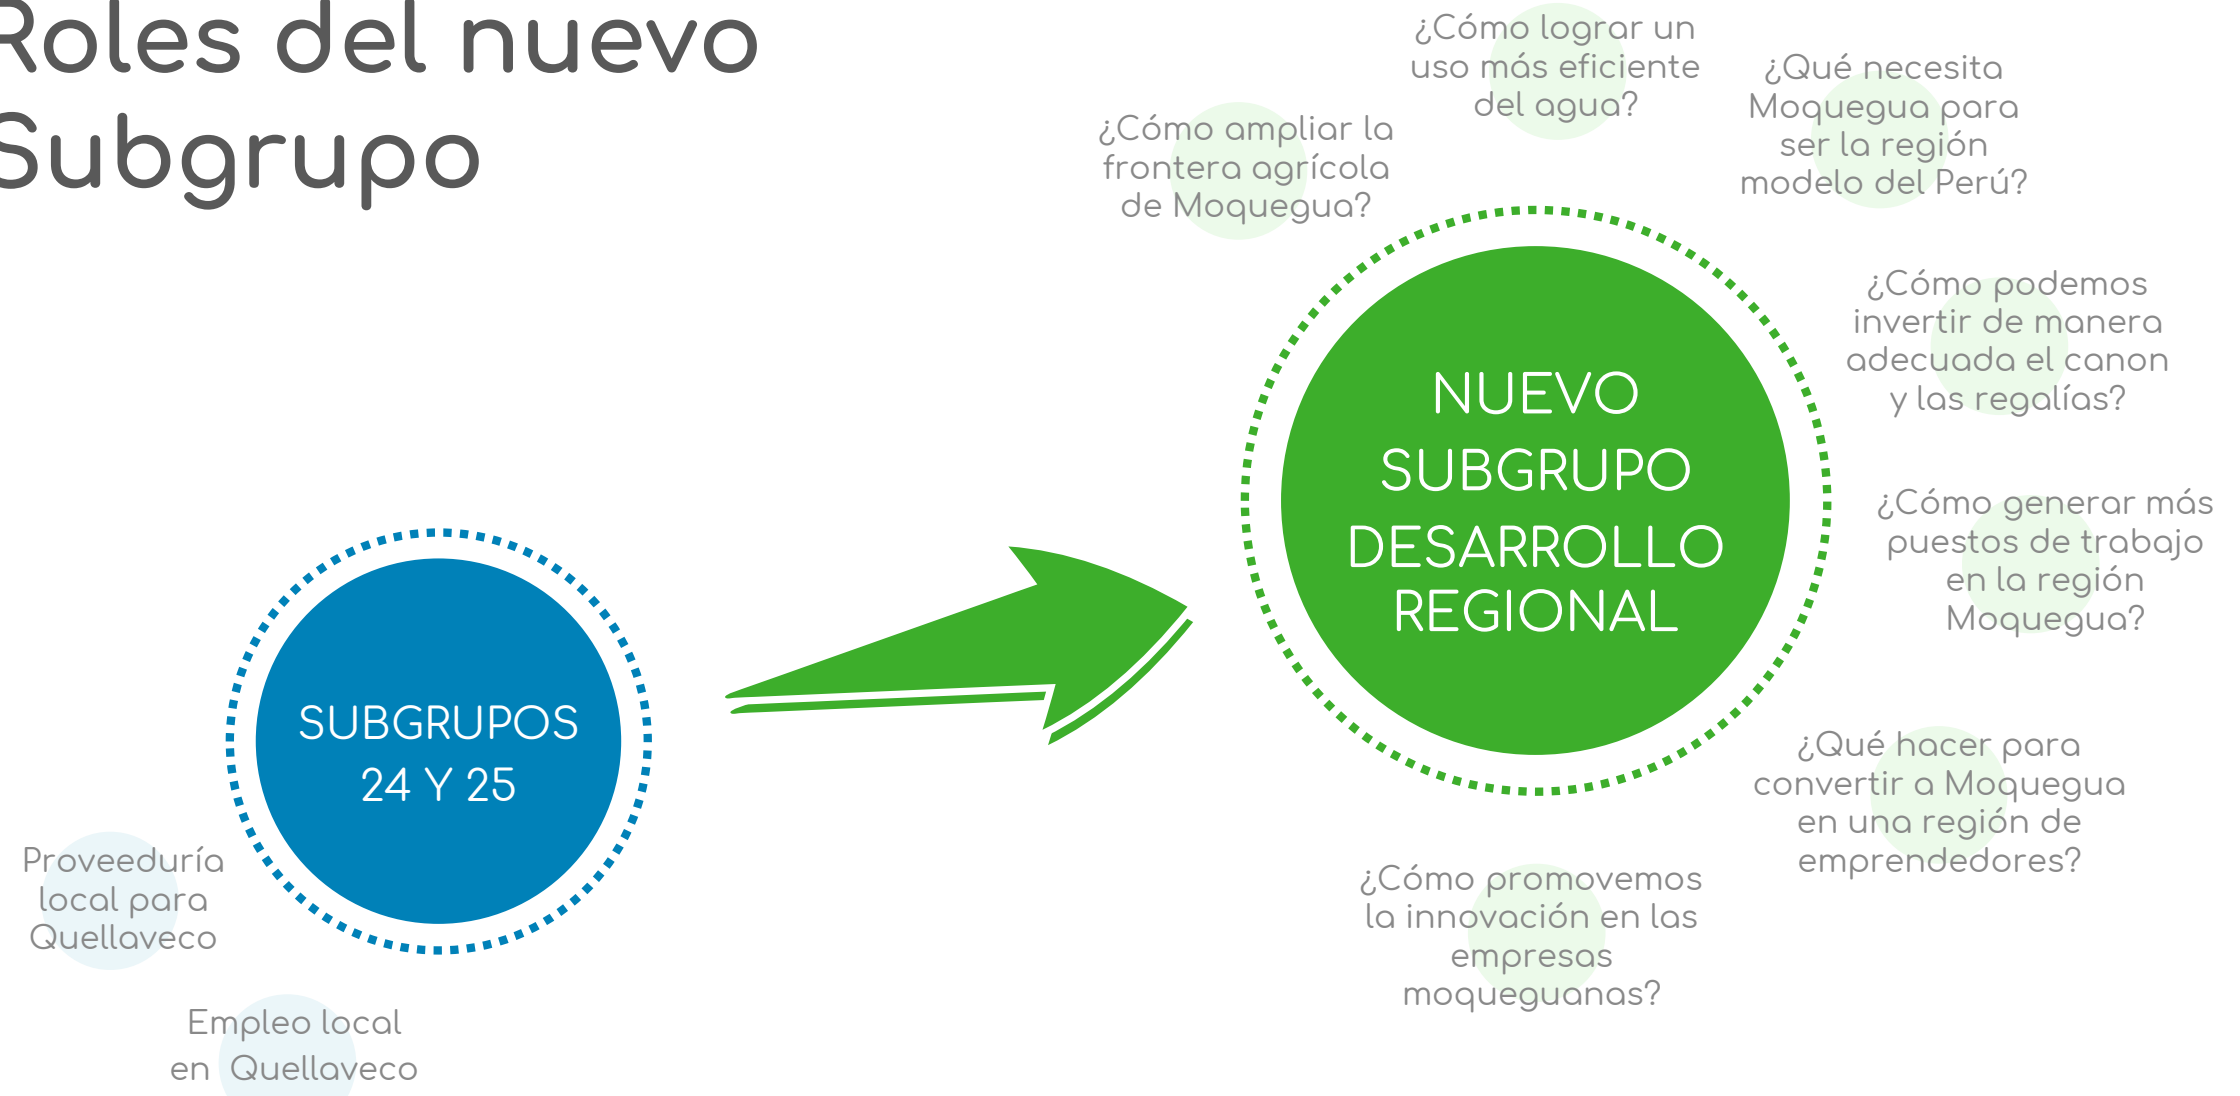 Roles del nuevo
Subgrupo
¿Cómo ampliar la
frontera agrícola
de Moquegua?
¿Cómo lograr un
uso más eficiente
del agua?
¿Qué necesita
Moquegua para
ser la región
modelo del Perú?
¿Cómo podemos
invertir de manera
adecuada el canon
y las regalías?
¿Cómo generar más
puestos de trabajo
en la región
Moquegua?
¿Qué hacer para
convertir a Moquegua
en una región de
emprendedores?
¿Cómo promovemos
la innovación en las
empresas
moqueguanas?
NUEVO
SUBGRUPO
DESARROLLO
REGIONAL
SUBGRUPOS
24 Y 25
Proveeduría
local para
Quellaveco
Empleo local
en Quellaveco